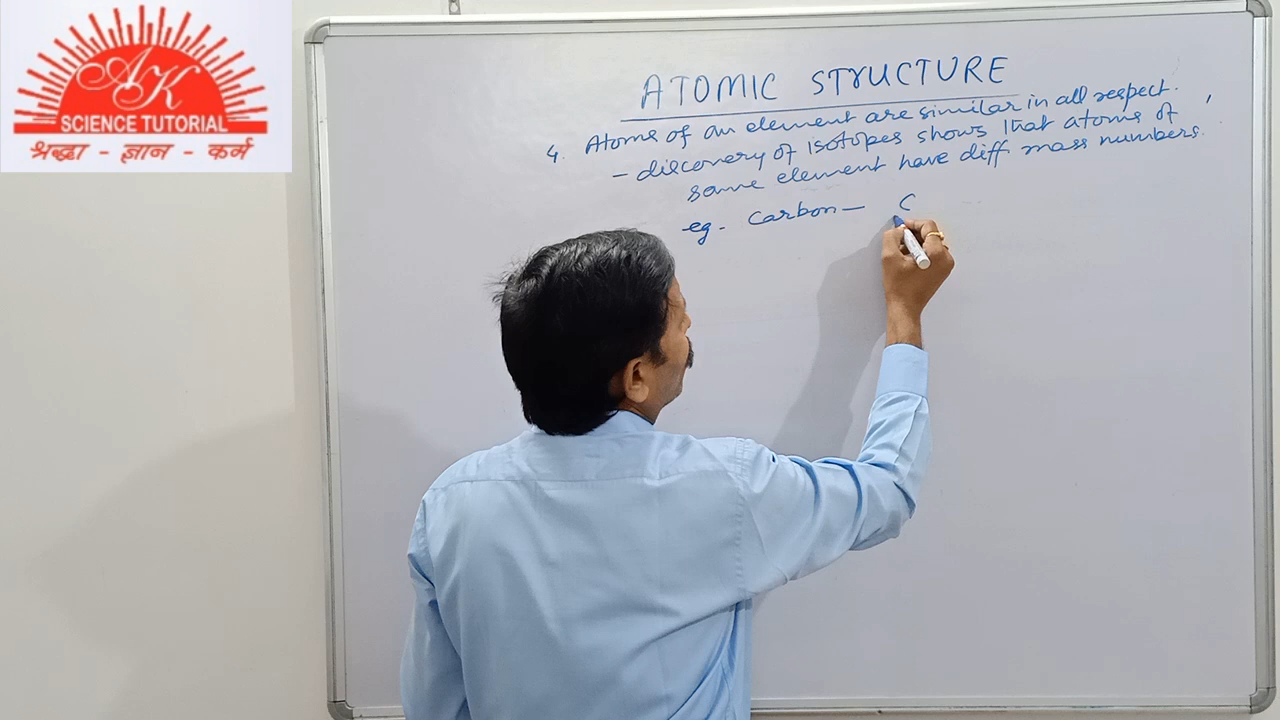 AK
SCIENCE TUTORIAL
श्रद्धा - ज्ञान - कर्म
ATOMIC STRUCTURE
4. Atoms of an element are similar in all respect.
- discovery of isotopes shows that atoms of
same element have diff mass numbers.
eg. Carbon - C